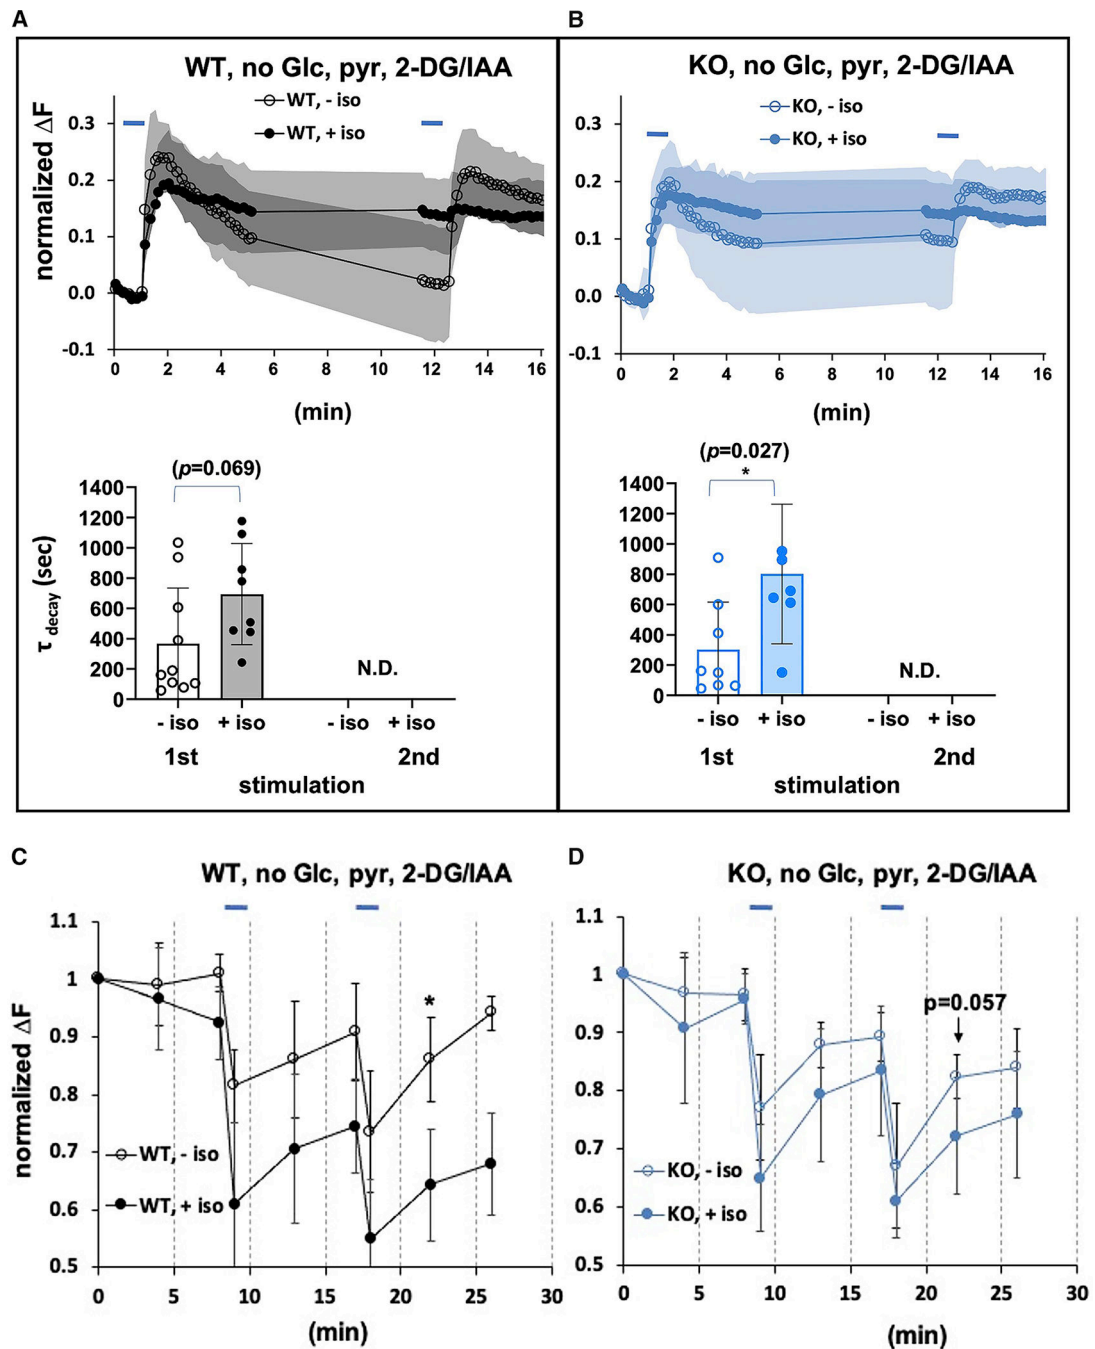 A
WT, no Glc, pyr, 2-DG/IAA
WT, - iso
WT, + iso
normalized ΔF
0.3
0.2
0.1
0.0
-0.1
0 2 4 6 8 10 12 14 16
(min)
(p=0.069)
τ decay (sec)
1400
1200
1000
800
600
400
200
0
N.D.
- iso + iso - iso + iso
1st 2nd
stimulation
B
KO, no Glc, pyr, 2-DG/IAA
KO, - iso
KO, + iso
0.3
0.2
0.1
0.0
-0.1
0 2 4 6 8 10 12 14 16
(min)
(p=0.027)
*
1400
1200
1000
800
600
400
200
0
N.D.
- iso + iso - iso + iso
1st 2nd
stimulation
C
WT, no Glc, pyr, 2-DG/IAA
normalized ΔF
1.1
1
0.9
0.8
0.7
0.6
0.5
*
WT, - iso
WT, + iso
0 5 10 15 20 25 30
(min)
D
KO, no Glc, pyr, 2-DG/IAA
1.1
1
0.9
0.8
0.7
0.6
0.5
p=0.057
KO, - iso
KO, + iso
0 5 10 15 20 25 30
(min)